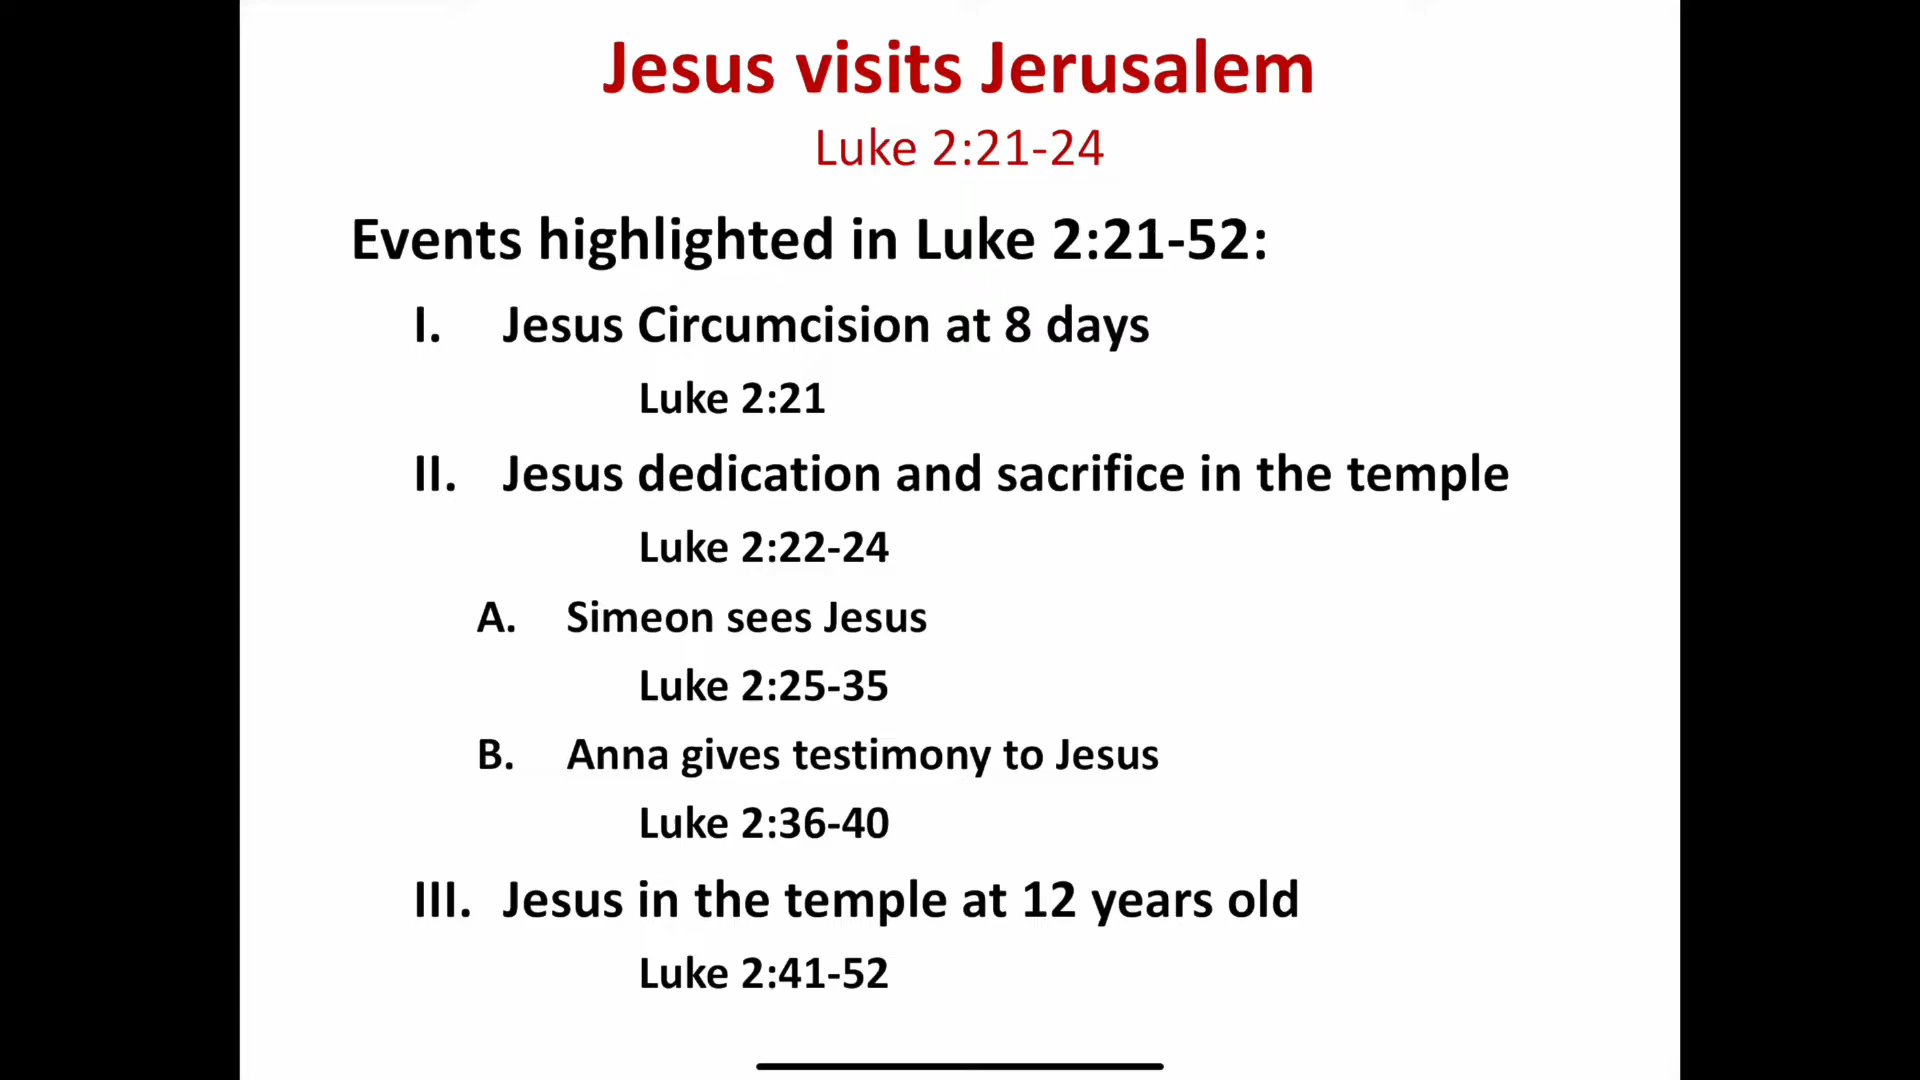 Jesus visits Jerusalem
Luke 2:21-24
Events highlighted in Luke 2:21-52:
I. Jesus Circumcision at 8 days
Luke 2:21
II. Jesus dedication and sacrifice in the temple
Luke 2:22-24
A. Simeon sees Jesus
Luke 2:25-35
B. Anna gives testimony to Jesus
Luke 2:36-40
III. Jesus in the temple at 12 years old
Luke 2:41-52